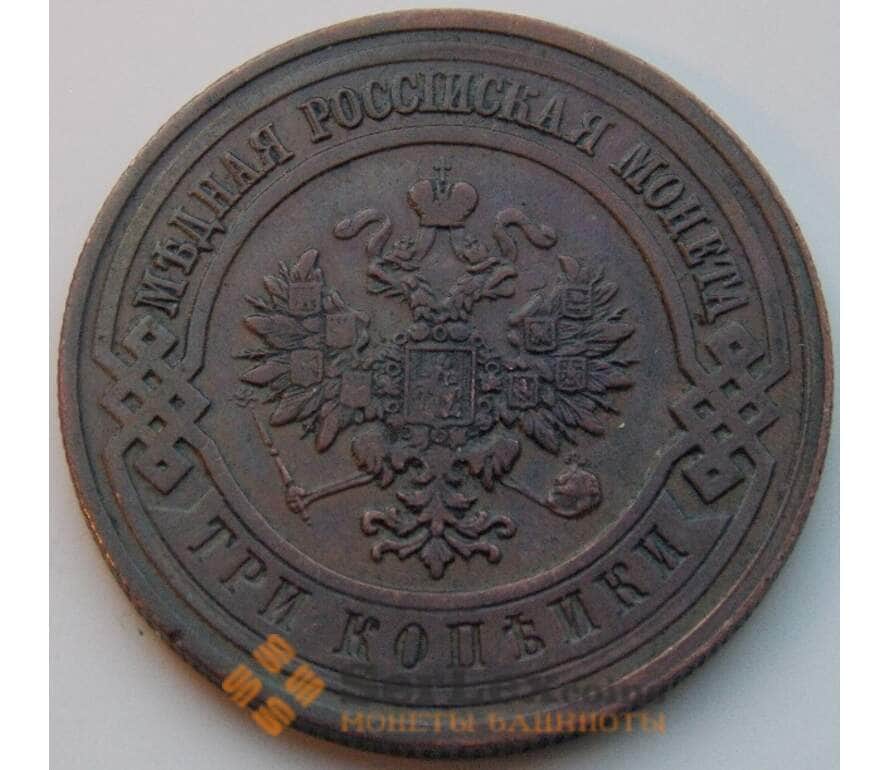 МѢДНАЯ РОССІЙСКАЯ МОНЕТА
ТРИ КОПѢЙКИ
МОНЕТЫ БАНКНОТЫ